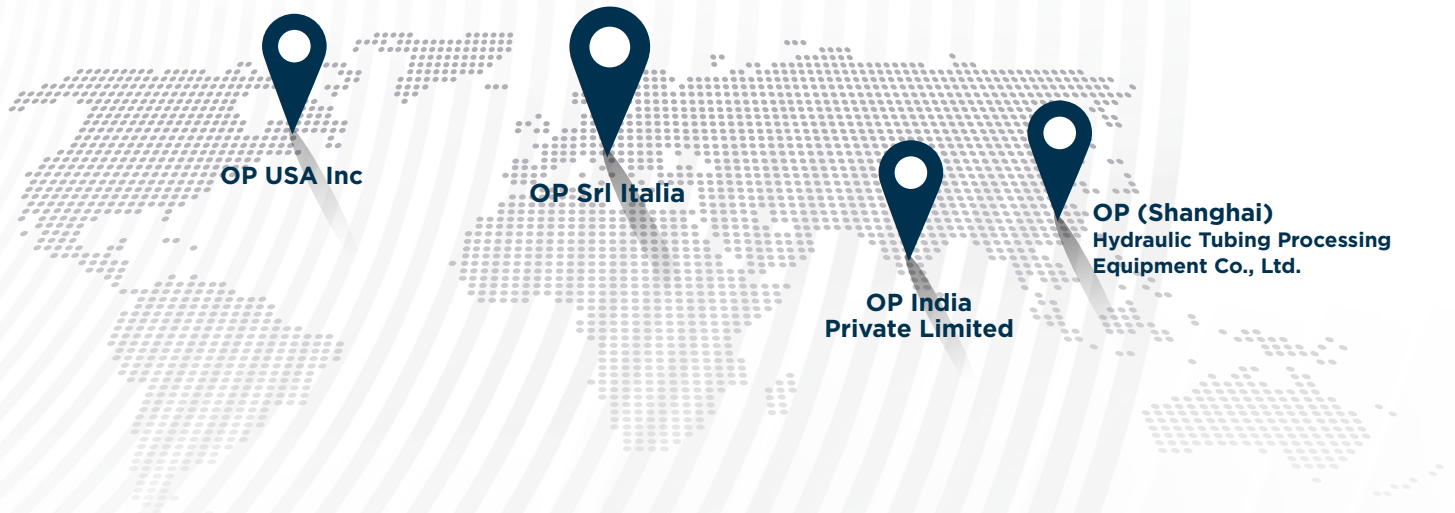 OP USA Inc
OP Srl Italia
OP (Shanghai)
Hydraulic Tubing Processing
Equipment Co., Ltd.
OP India
Private Limited